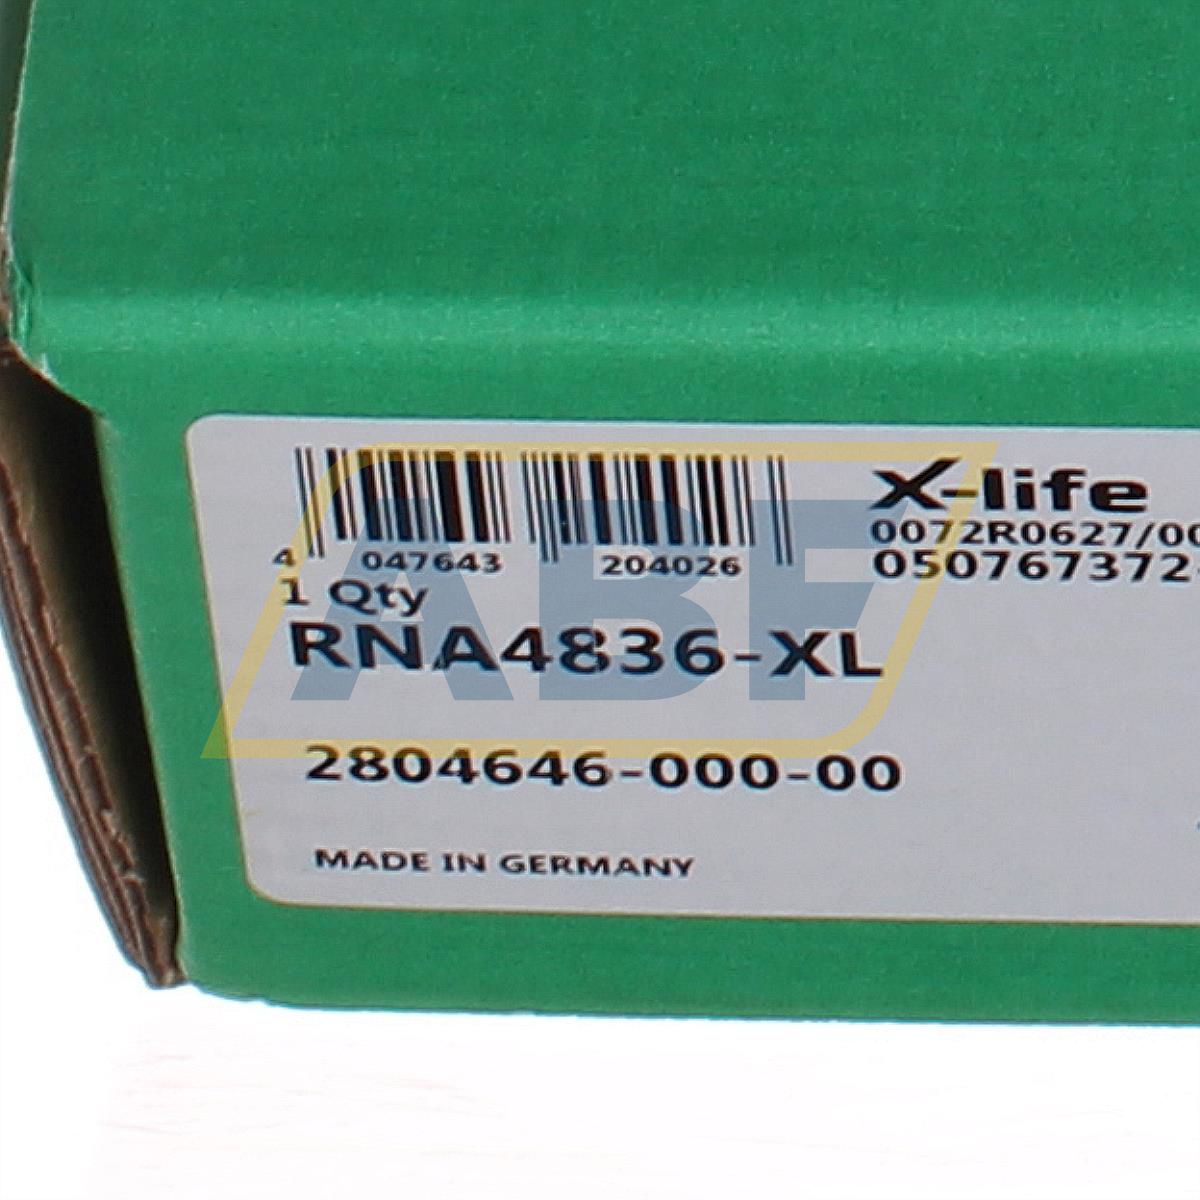 X-life
0072R0627/00
050767372
4 047643 204026
1 Qty
RNA4836-XL
ABF
2804646-000-00
MADE IN GERMANY